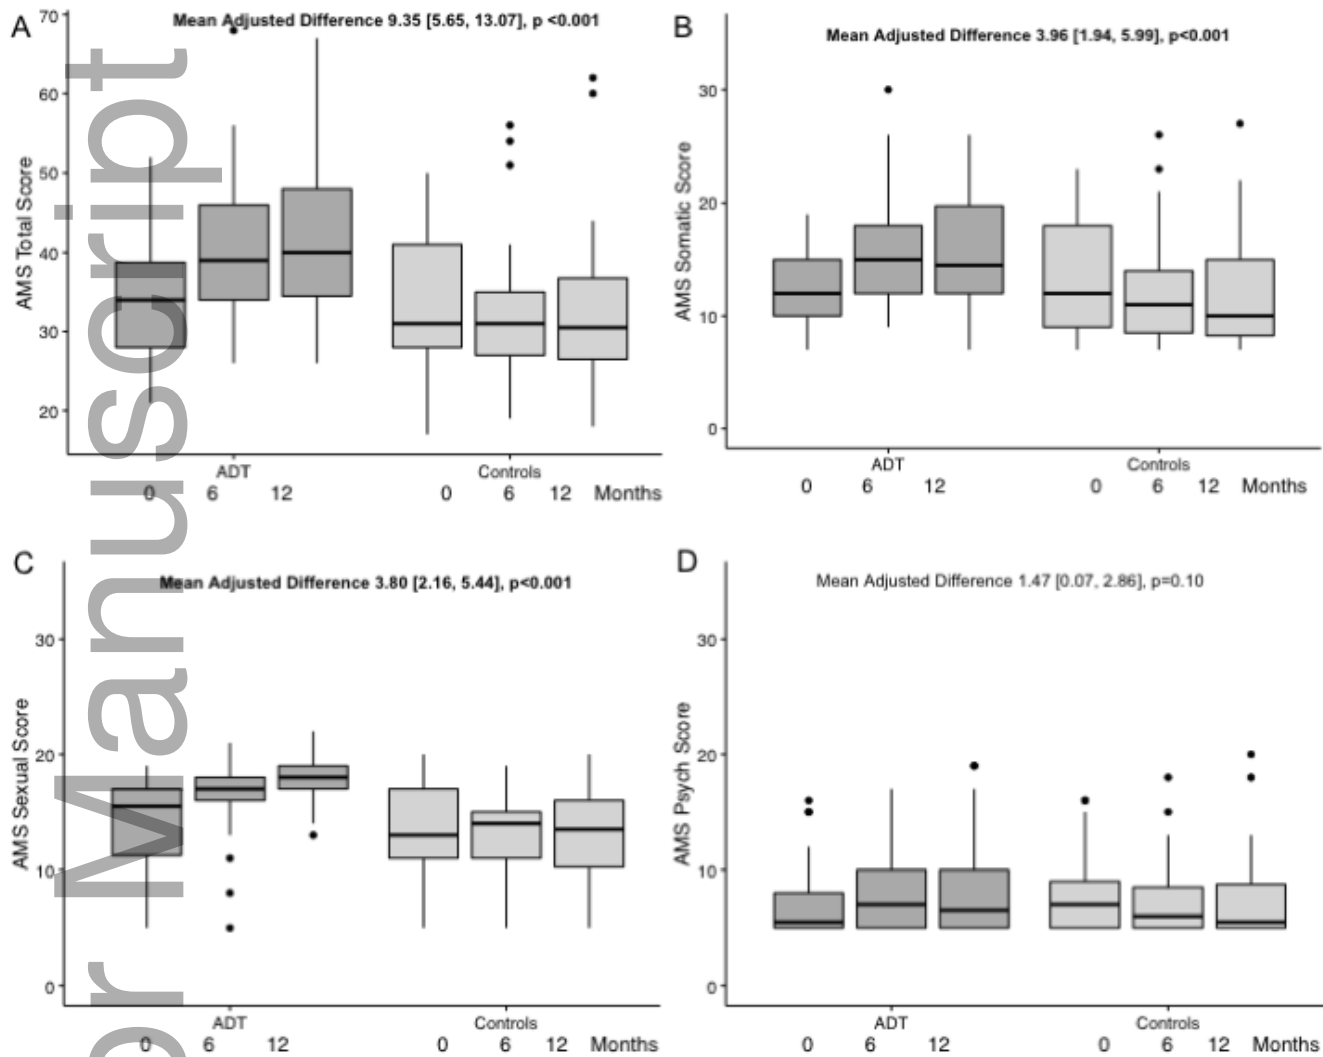 A
Mean Adjusted Difference 9.35 [5.65, 13.07], p <0.001
70
60
50
40
30
20
AMS Total Score
ADT
Controls
0 6 12 0 6 12 Months
B
Mean Adjusted Difference 3.96 [1.94, 5.99], p<0.001
30
20
10
0
AMS Somatic Score
ADT
Controls
0 6 12 0 6 12 Months
C
Mean Adjusted Difference 3.80 [2.16, 5.44], p<0.001
30
20
10
0
AMS Sexual Score
ADT
Controls
0 6 12 0 6 12 Months
D
Mean Adjusted Difference 1.47 [0.07, 2.86], p=0.10
30
20
10
0
AMS Psych Score
ADT
Controls
0 6 12 0 6 12 Months
Manuscript